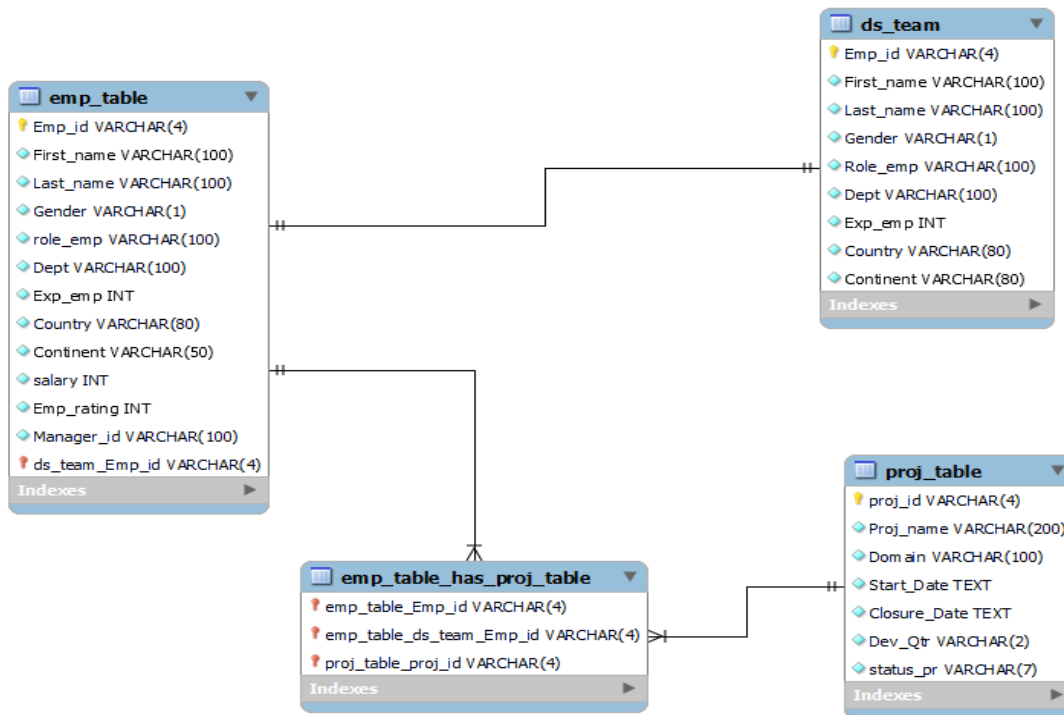 emp_table
Emp_id VARCHAR(4)
First_name VARCHAR(100)
Last_name VARCHAR(100)
Gender VARCHAR(1)
role_emp VARCHAR(100)
Dept VARCHAR(100)
Exp_emp INT
Country VARCHAR(80)
Continent VARCHAR(50)
salary INT
Emp_rating INT
Manager_id VARCHAR(100)
ds_team_Emp_id VARCHAR(4)
Indexes
ds_team
Emp_id VARCHAR(4)
First_name VARCHAR(100)
Last_name VARCHAR(100)
Gender VARCHAR(1)
Role_emp VARCHAR(100)
Dept VARCHAR(100)
Exp_emp INT
Country VARCHAR(80)
Continent VARCHAR(80)
Indexes
emp_table_has_proj_table
emp_table_Emp_id VARCHAR(4)
emp_table_ds_team_Emp_id VARCHAR(4)
proj_table_proj_id VARCHAR(4)
Indexes
proj_table
proj_id VARCHAR(4)
Proj_name VARCHAR(200)
Domain VARCHAR(100)
Start_Date TEXT
Closure_Date TEXT
Dev_Qtr VARCHAR(2)
status_pr VARCHAR(7)
Indexes